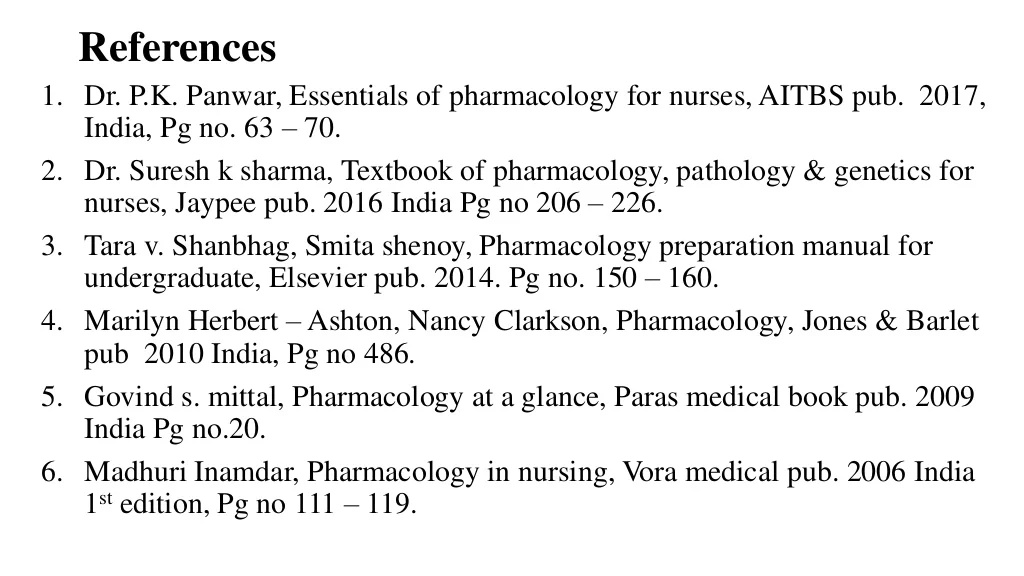 References
1. Dr. P.K. Panwar, Essentials of pharmacology for nurses, AITBS pub.  2017,
India, Pg no. 63 – 70.
2. Dr. Suresh k sharma, Textbook of pharmacology, pathology & genetics for
nurses, Jaypee pub. 2016 India Pg no 206 – 226.
3. Tara v. Shanbhag, Smita shenoy, Pharmacology preparation manual for
undergraduate, Elsevier pub. 2014. Pg no. 150 – 160.
4. Marilyn Herbert – Ashton, Nancy Clarkson, Pharmacology, Jones & Barlet
pub  2010 India, Pg no 486.
5. Govind s. mittal, Pharmacology at a glance, Paras medical book pub. 2009
India Pg no.20.
6. Madhuri Inamdar, Pharmacology in nursing, Vora medical pub. 2006 India
1st edition, Pg no 111 – 119.